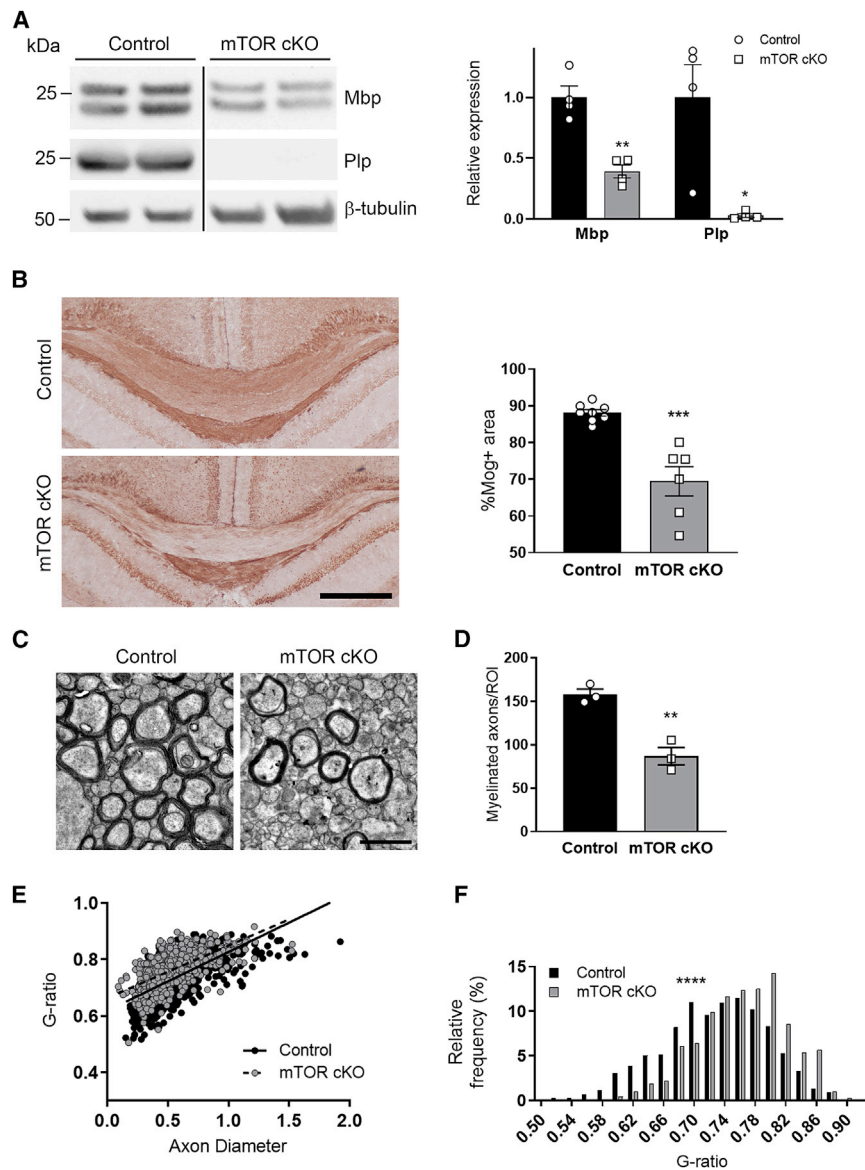 A
kDa
Control
mTOR cKO
25
Mbp
25
Plp
50
β-tubulin
Relative expression
1.0
0.5
0.0
Control
mTOR cKO
**
*
Mbp
Plp
B
Control
mTOR cKO
%Mog+ area
100
90
80
70
60
50
***
Control
mTOR cKO
C
Control
mTOR cKO
D
Myelinated axons/ROI
200
150
100
50
0
**
Control
mTOR cKO
E
G-ratio
1.0
0.8
0.6
0.4
Control
mTOR cKO
0.0
0.5
1.0
1.5
2.0
Axon Diameter
F
Relative
frequency (%)
15
10
5
0
Control
mTOR cKO
****
0.50
0.54
0.58
0.62
0.66
0.70
0.74
0.78
0.82
0.86
0.90
G-ratio